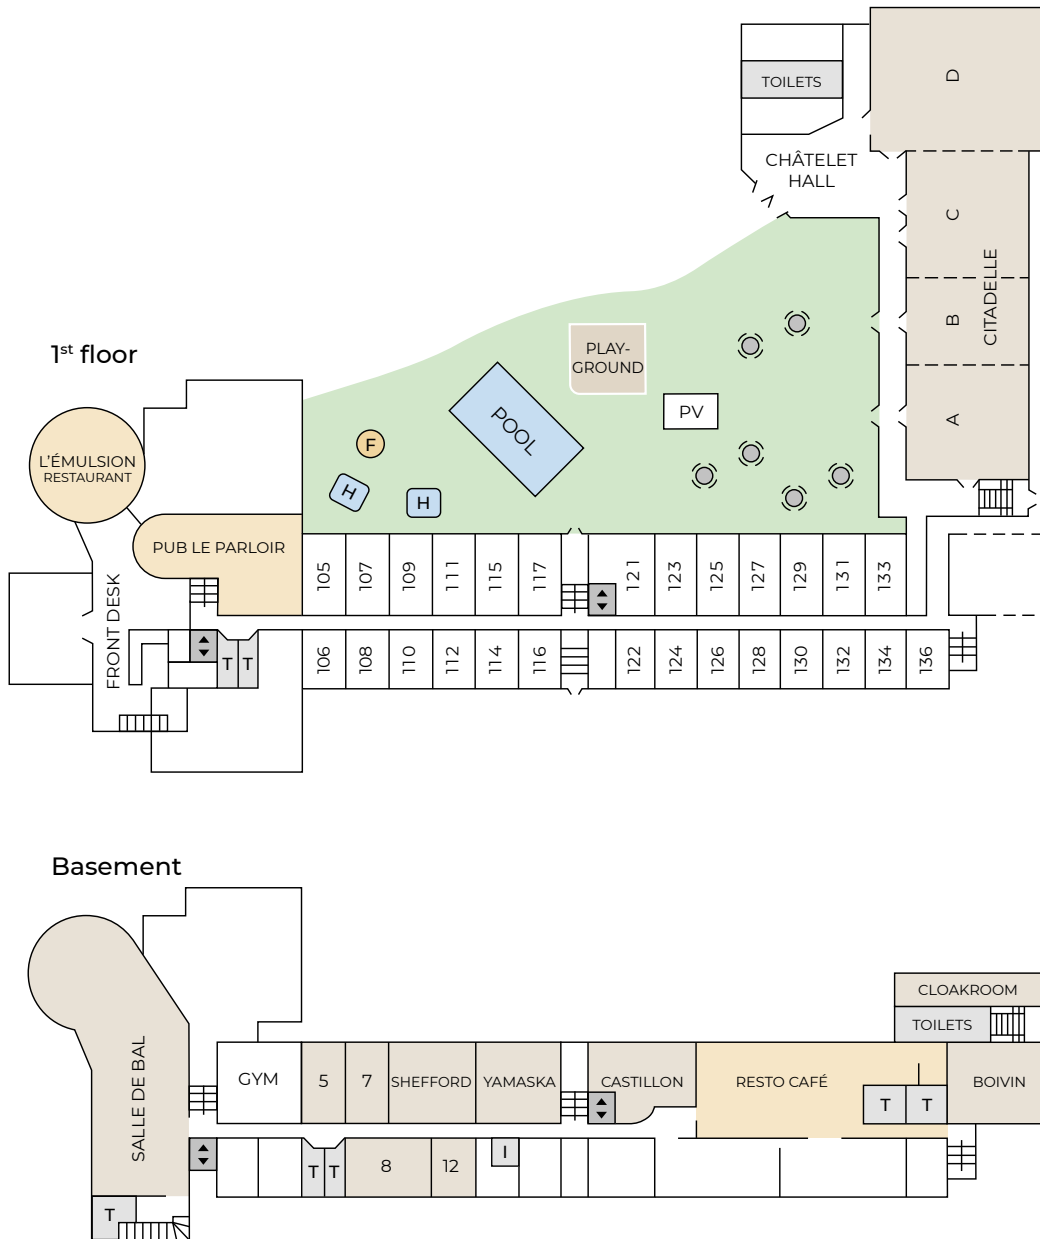 D
TOILETS
CHÂTELET
HALL
C
CITADELLE
B
A
1st floor
PLAY-
GROUND
PV
POOL
F
H
H
L'ÉMULSION
RESTAURANT
PUB LE PARLOIR
FRONT DESK
105
107
109
111
115
117
121
123
125
127
129
131
133
T
T
106
108
110
112
114
116
122
124
126
128
130
132
134
136
Basement
CLOAKROOM
TOILETS
SALLE DE BAL
GYM
5
7
SHEFFORD
YAMASKA
CASTILLON
RESTO CAFÉ
T
T
BOIVIN
T
T
8
12
I
T